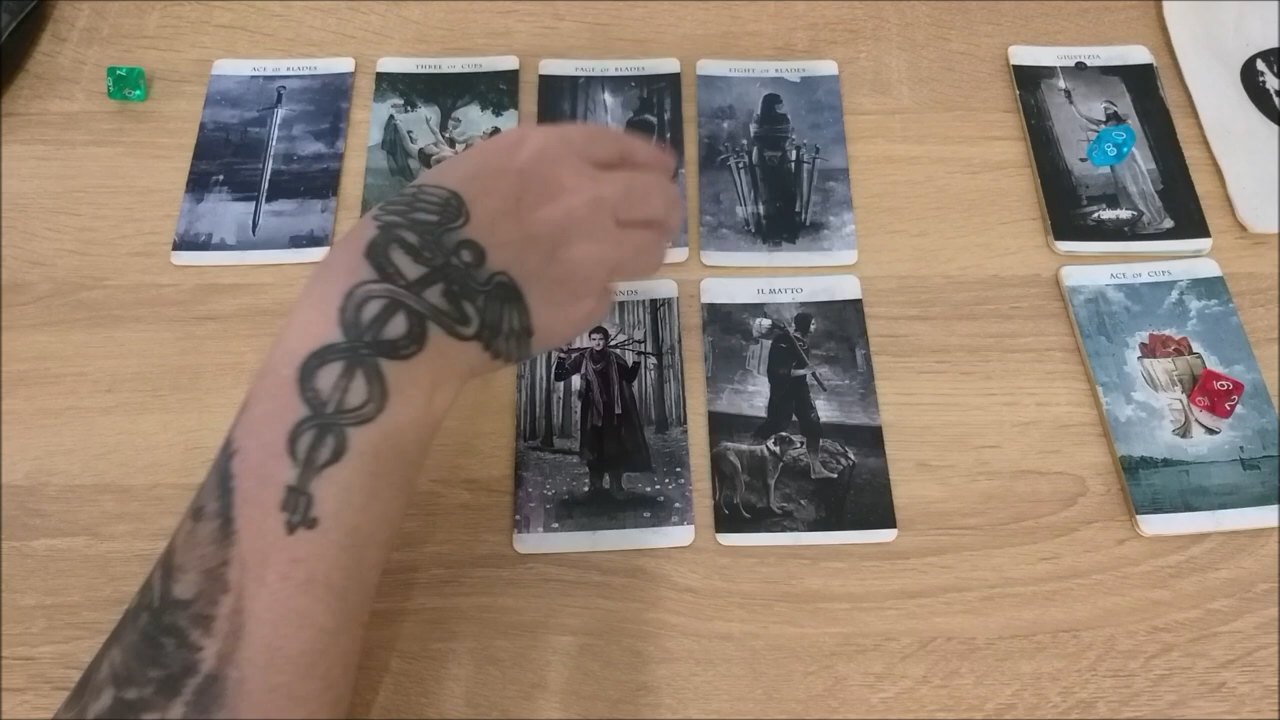 ACE OF BLADES
THREE OF CUPS
PAGE OF BLADES
EIGHT OF BLADES
GIUSTIZIA
ANDS
IL MATTO
ACE OF CUPS